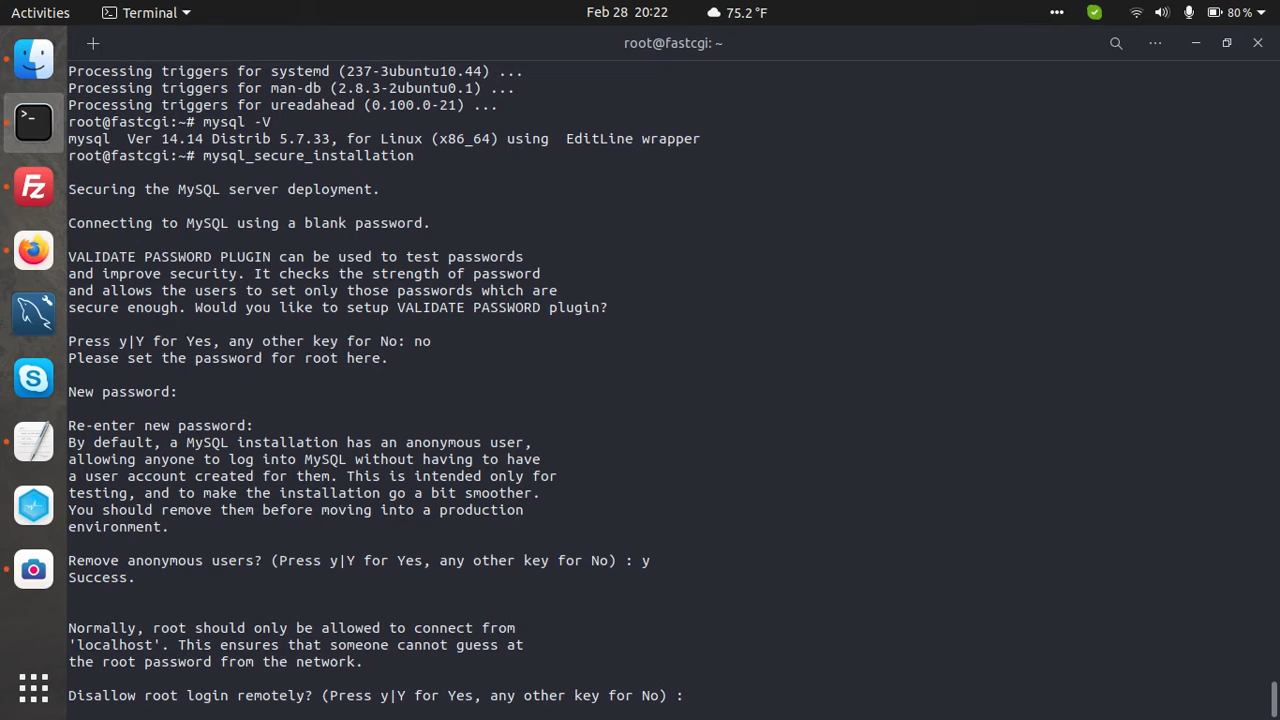 Activities
Terminal
Feb 28 20:22
75.2 °F
80 %
root@fastcgi: ~
Processing triggers for systemd (237-3ubuntu10.44) ...
Processing triggers for man-db (2.8.3-2ubuntu0.1) ...
Processing triggers for ureadahead (0.100.0-21) ...
root@fastcgi:~# mysql -V
mysql  Ver 14.14 Distrib 5.7.33, for Linux (x86_64) using  EditLine wrapper
root@fastcgi:~# mysql_secure_installation
Securing the MySQL server deployment.
Connecting to MySQL using a blank password.
VALIDATE PASSWORD PLUGIN can be used to test passwords
and improve security. It checks the strength of password
and allows the users to set only those passwords which are
secure enough. Would you like to setup VALIDATE PASSWORD plugin?
Press y|Y for Yes, any other key for No: no
Please set the password for root here.
New password:
Re-enter new password:
By default, a MySQL installation has an anonymous user,
allowing anyone to log into MySQL without having to have
a user account created for them. This is intended only for
testing, and to make the installation go a bit smoother.
You should remove them before moving into a production
environment.
Remove anonymous users? (Press y|Y for Yes, any other key for No) : y
Success.
Normally, root should only be allowed to connect from
'localhost'. This ensures that someone cannot guess at
the root password from the network.
Disallow root login remotely? (Press y|Y for Yes, any other key for No) :